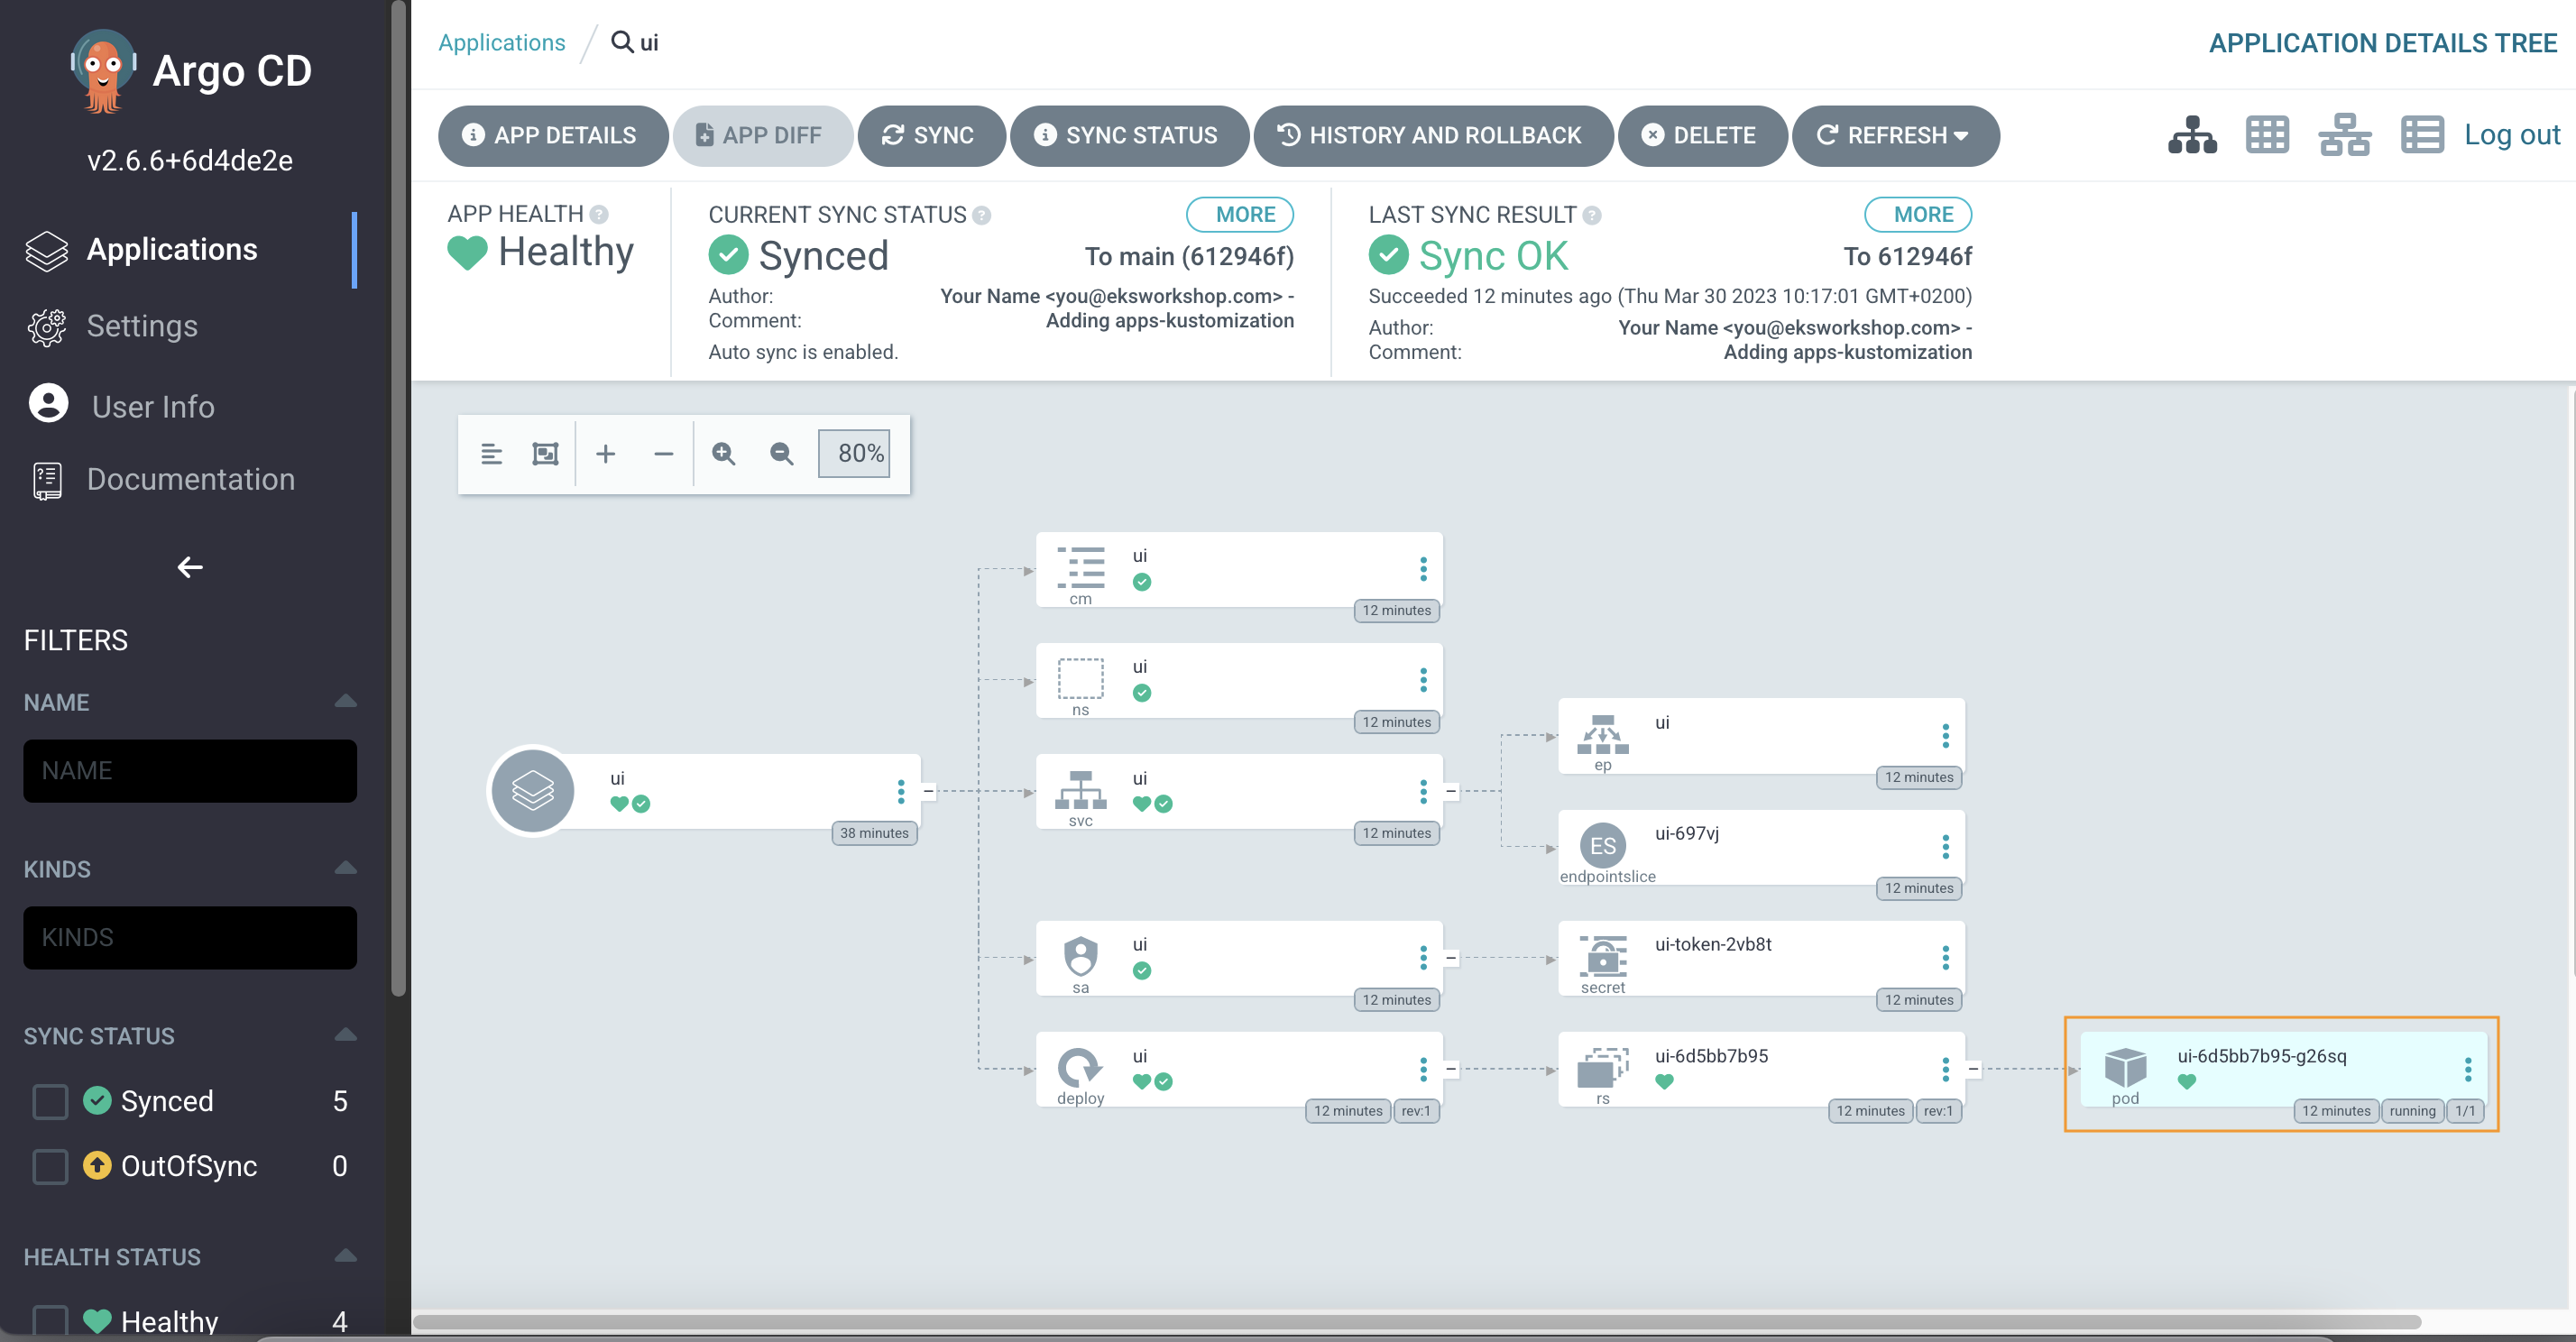 Argo CD
v2.6.6+6d4de2e
Applications
Settings
User Info
Documentation
FILTERS
NAME
NAME
KINDS
KINDS
SYNC STATUS
Synced 5
OutOfSync 0
HEALTH STATUS
Healthy 4
Applications / ui
APPLICATION DETAILS TREE
APP DETAILS
APP DIFF
SYNC
SYNC STATUS
HISTORY AND ROLLBACK
DELETE
REFRESH
Log out
APP HEALTH
Healthy
CURRENT SYNC STATUS
MORE
Synced
To main (612946f)
Author: Your Name <you@eksworkshop.com> -
Comment: Adding apps-kustomization
Auto sync is enabled.
LAST SYNC RESULT
MORE
Sync OK
To 612946f
Succeeded 12 minutes ago (Thu Mar 30 2023 10:17:01 GMT+0200)
Author: Your Name <you@eksworkshop.com> -
Comment: Adding apps-kustomization
80%
ui
38 minutes
ui
cm
12 minutes
ui
ns
12 minutes
ui
svc
12 minutes
ui
sa
12 minutes
ui
deploy
12 minutes rev:1
ui
ep
12 minutes
ES
ui-697vj
endpointslice
12 minutes
ui-token-2vb8t
secret
12 minutes
ui-6d5bb7b95
rs
12 minutes rev:1
ui-6d5bb7b95-g26sq
pod
12 minutes running 1/1